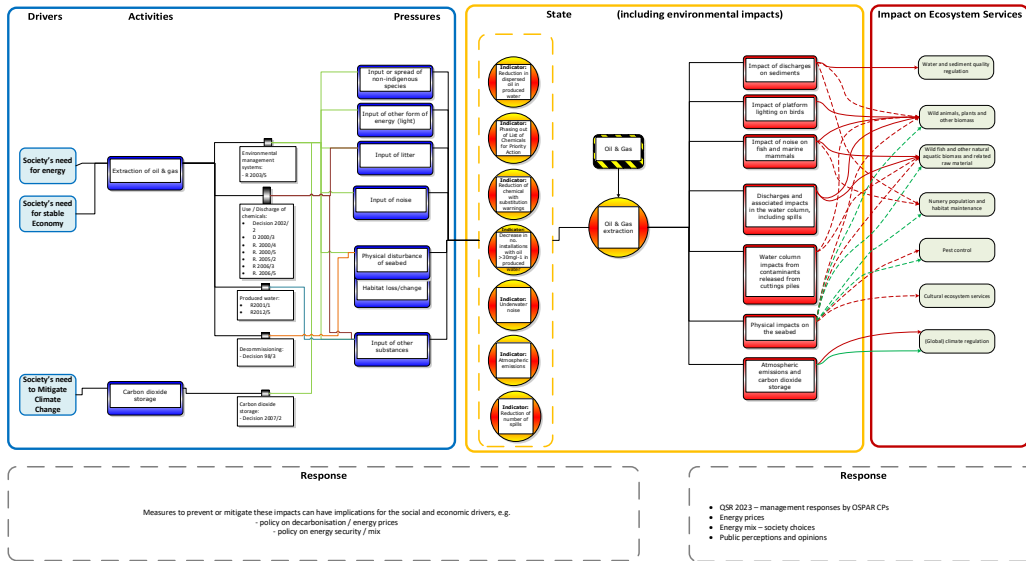 Drivers
Activities
Pressures
State
(including environmental impacts)
Impact on Ecosystem Services
Society's need
for energy
Society's need
for stable
Economy
Society's need
to Mitigate
Climate
Change
Extraction of oil & gas
Carbon dioxide
storage
Environmental
management
systems:
- R 2003/5
Use / Discharge of
chemicals:
• Decision 2002/
2
• D 2000/3
• R. 2000/4
• R. 2000/5
• R. 2005/2
• R 2006/3
• R. 2006/5
Produced water:
• R2001/1
• R2012/5
Decommissioning:
- Decision 98/3
Carbon dioxide
storage:
- Decision 2007/2
Input or spread of
non-indigenous
species
Input of other form of
energy (light)
Input of litter
Input of noise
Physical disturbance
of seabed
Habitat loss/change
Input of other
substances
Indicator:
Reduction in
dispersed
oil in
produced
water
Indicator:
Phasing out
of List of
Chemicals
for Priority
Action
Indicator:
Reduction of
chemical
with
substitution
warnings
Indicator:
Decrease in
no.
installations
with oil
>30mgl-1 in
produced water
Indicator:
Underwater
noise
Indicator:
Atmospheric
emissions
Indicator:
Reduction of
number of
spills
Oil & Gas
Oil & Gas
extraction
Impact of discharges
on sediments
Impact of platform
lighting on birds
Impact of noise on
fish and marine
mammals
Discharges and
associated impacts
in the water column,
including spills
Water column
impacts from
contaminants
released from
cuttings piles
Physical impacts on
the seabed
Atmospheric
emissions and
carbon dioxide
storage
Water and sediment quality
regulation
Wild animals, plants and
other biomass
Wild fish and other natural
aquatic biomass and related
raw material
Nursery population and
habitat maintenance
Pest control
Cultural ecosystem services
(Global) climate regulation
Response
Measures to prevent or mitigate these impacts can have implications for the social and economic drivers, e.g.
- policy on decarbonisation / energy prices
- policy on energy security / mix
Response
• QSR 2023 – management responses by OSPAR CPs
• Energy prices
• Energy mix – society choices
• Public perceptions and opinions